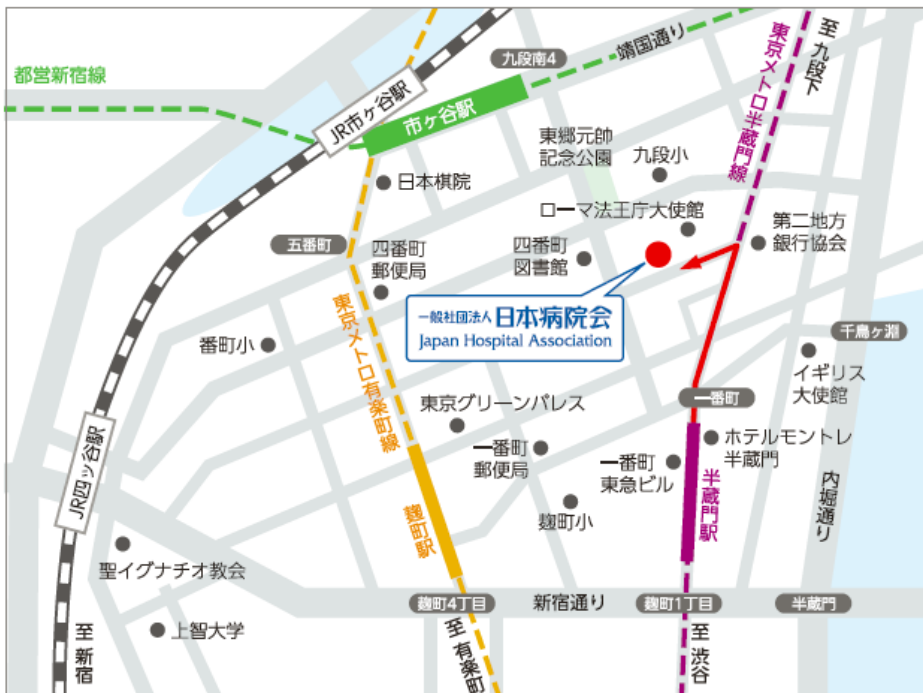 都営新宿線
JR市ヶ谷駅
市ヶ谷駅
九段南4
靖国通り
至 九段下
東京メトロ半蔵門線
東郷元帥
記念公園
九段小
日本棋院
ローマ法王庁大使館
第二地方
銀行協会
五番町
四番町
郵便局
四番町
図書館
一般社団法人 日本病院会
Japan Hospital Association
東京メトロ有楽町線
番町小
千鳥ヶ淵
イギリス
大使館
一番町
東京グリーンパレス
一番町
郵便局
一番町
東急ビル
ホテルモントレ
半蔵門
半蔵門駅
内堀通り
麹町小
麹町駅
JR四ッ谷駅
聖イグナチオ教会
上智大学
麹町4丁目
新宿通り
麹町1丁目
半蔵門
至 新宿
至 有楽町
至 渋谷